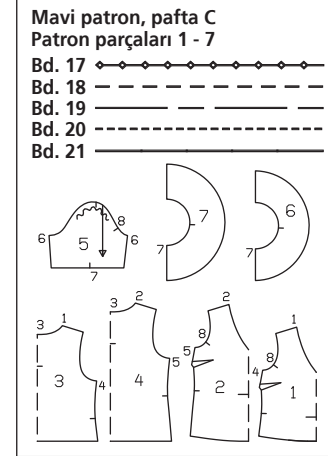 Mavi patron, pafta C
Patron parçaları 1 - 7
Bd. 17
Bd. 18
Bd. 19
Bd. 20
Bd. 21
8
6 5 6
7
7
7
6
7
3 1
3
4
3 2
4
5
2
8
5
2
1
8
4
1